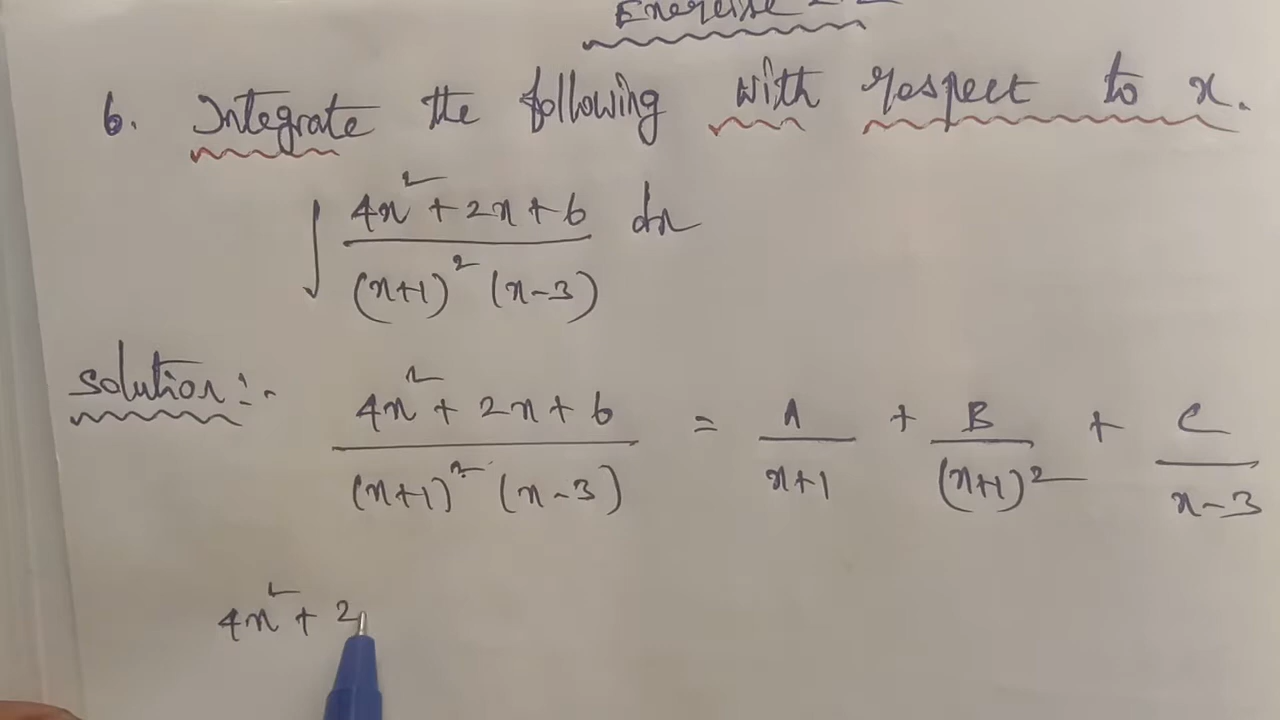 Exercise
6. Integrate the following with respect to x.
∫ 4x² + 2x + 6 / (x+1)² (x-3) dx
Solution:- 4x² + 2x + 6 / (x+1)² (x-3) = A / x+1 + B / (x+1)² + C / x-3
4x² + 2